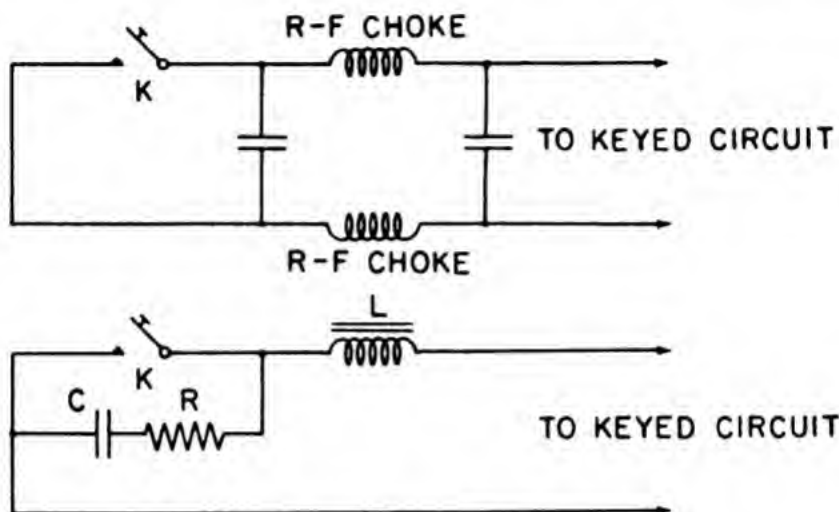 R-F CHOKE
K
TO KEYED CIRCUIT
R-F CHOKE
L
K
C R
TO KEYED CIRCUIT